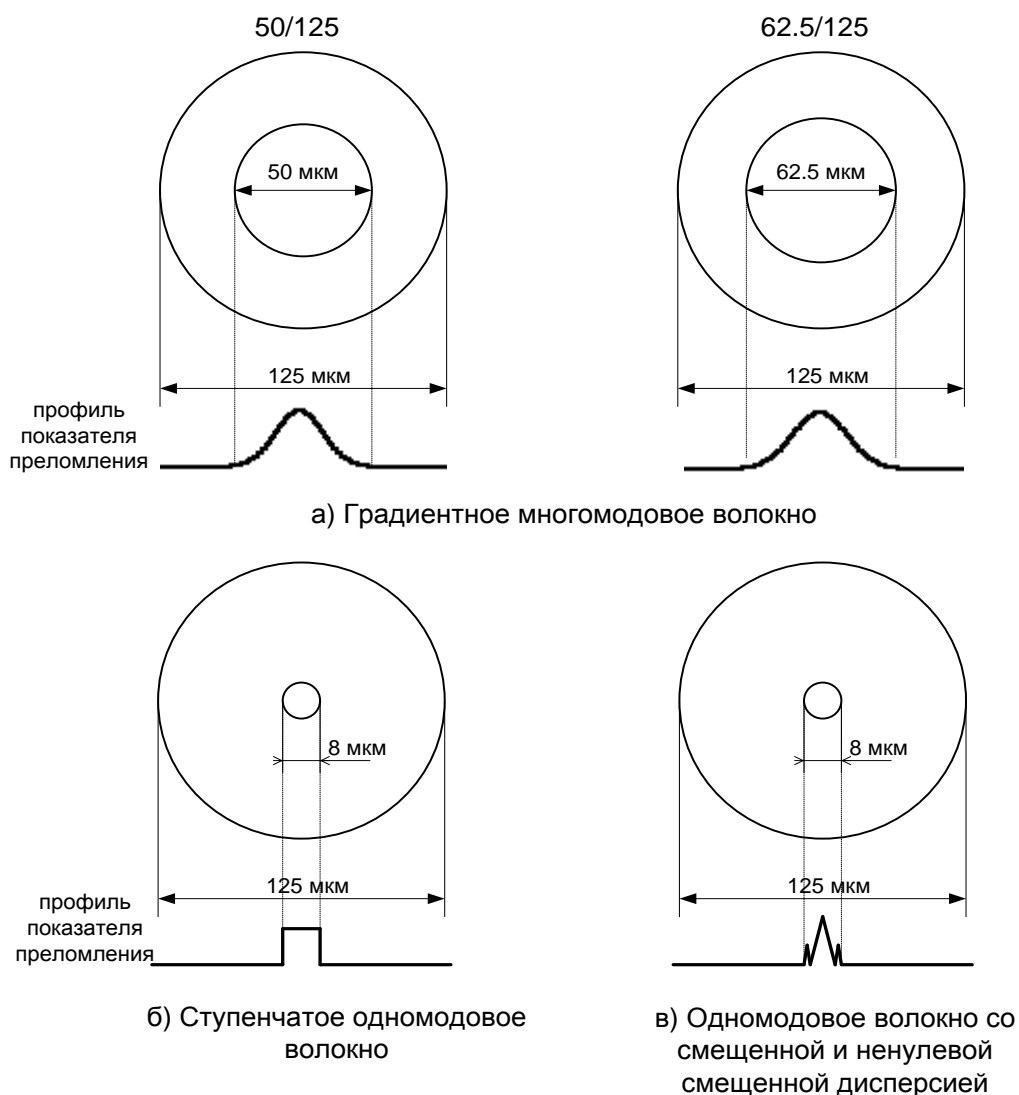 50/125
62.5/125
50 мкм
62.5 мкм
125 мкм
125 мкм
профиль
показателя
преломления
а) Градиентное многомодовое волокно
8 мкм
8 мкм
125 мкм
125 мкм
профиль
показателя
преломления
б) Ступенчатое одномодовое
волокно
в) Одномодовое волокно со
смещенной и ненулевой
смещенной дисперсией